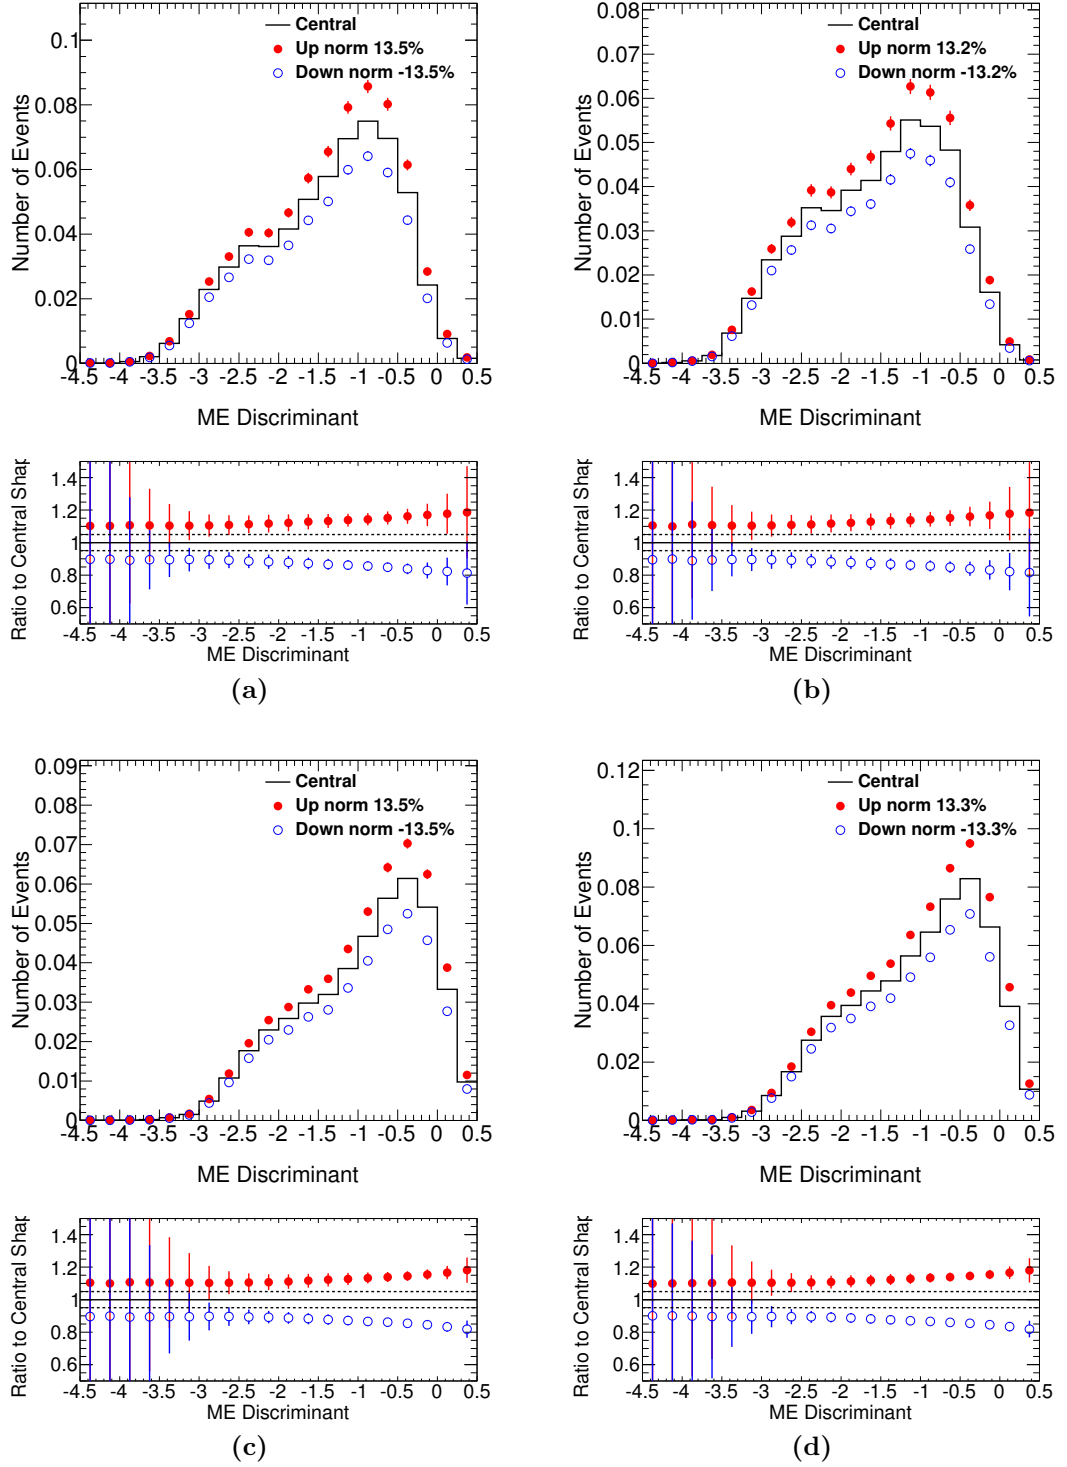 Central
Up norm 13.5%
Down norm -13.5%
Number of Events
0.1
0.08
0.06
0.04
0.02
0
-4.5 -4 -3.5 -3 -2.5 -2 -1.5 -1 -0.5 0 0.5
ME Discriminant
Ratio to Central Shap
1.4
1.2
1
0.8
0.6
-4.5 -4 -3.5 -3 -2.5 -2 -1.5 -1 -0.5 0 0.5
ME Discriminant
(a)
Central
Up norm 13.2%
Down norm -13.2%
Number of Events
0.08
0.07
0.06
0.05
0.04
0.03
0.02
0.01
0
-4.5 -4 -3.5 -3 -2.5 -2 -1.5 -1 -0.5 0 0.5
ME Discriminant
Ratio to Central Shap
1.4
1.2
1
0.8
0.6
-4.5 -4 -3.5 -3 -2.5 -2 -1.5 -1 -0.5 0 0.5
ME Discriminant
(b)
Central
Up norm 13.5%
Down norm -13.5%
Number of Events
0.09
0.08
0.07
0.06
0.05
0.04
0.03
0.02
0.01
0
-4.5 -4 -3.5 -3 -2.5 -2 -1.5 -1 -0.5 0 0.5
ME Discriminant
Ratio to Central Shap
1.4
1.2
1
0.8
0.6
-4.5 -4 -3.5 -3 -2.5 -2 -1.5 -1 -0.5 0 0.5
ME Discriminant
(c)
Central
Up norm 13.3%
Down norm -13.3%
Number of Events
0.12
0.1
0.08
0.06
0.04
0.02
0
-4.5 -4 -3.5 -3 -2.5 -2 -1.5 -1 -0.5 0 0.5
ME Discriminant
Ratio to Central Shap
1.4
1.2
1
0.8
0.6
-4.5 -4 -3.5 -3 -2.5 -2 -1.5 -1 -0.5 0 0.5
ME Discriminant
(d)